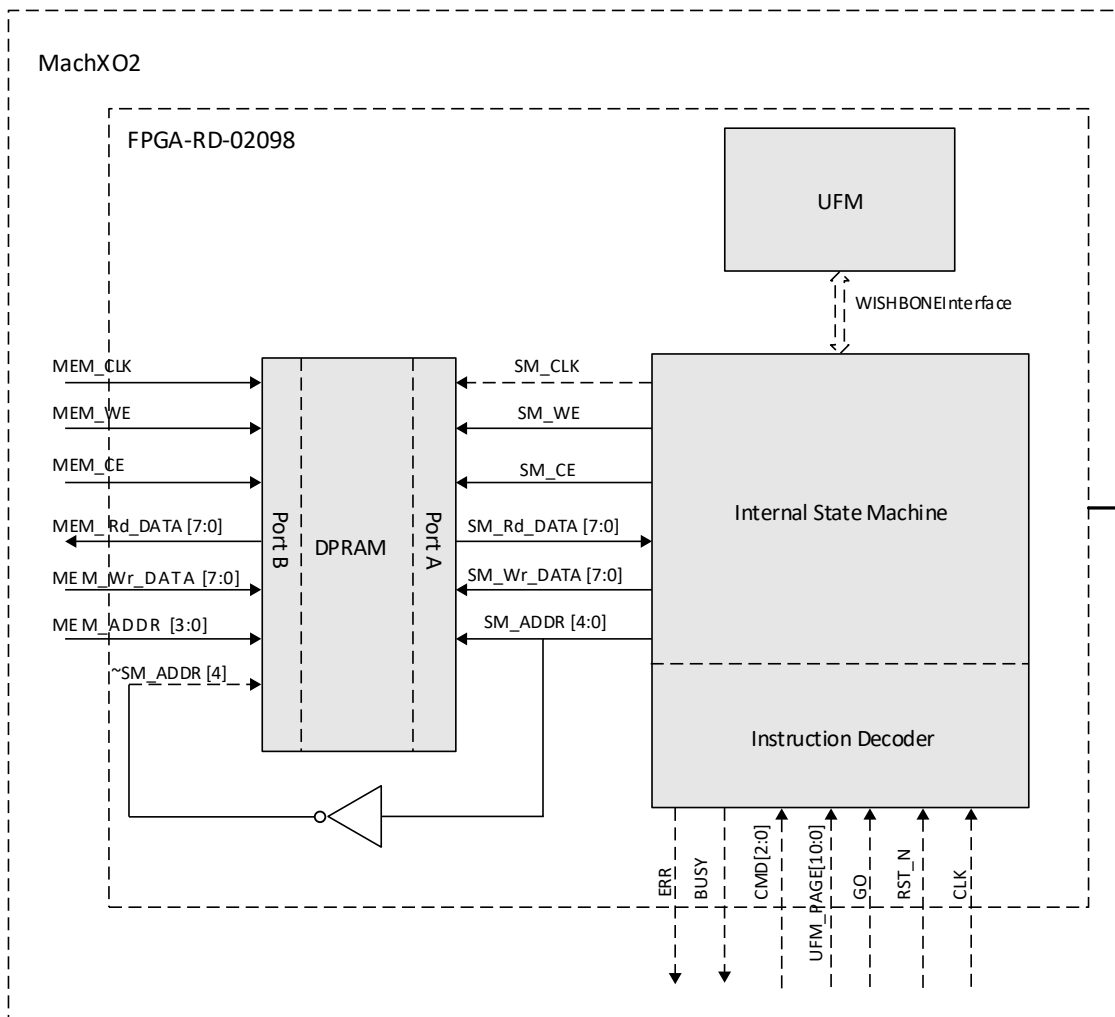 MachXO2
FPGA-RD-02098
UFM
WISHBONEInterface
MEM_CLK
SM_CLK
MEM_WE
SM_WE
MEM_CE
SM_CE
MEM_Rd_DATA [7:0]
SM_Rd_DATA [7:0]
MEM_Wr_DATA [7:0]
SM_Wr_DATA [7:0]
MEM_ADDR [3:0]
SM_ADDR [4:0]
~SM_ADDR [4]
Port B
DPRAM
Port A
Internal State Machine
Instruction Decoder
ERR
BUSY
CMD[2:0]
UFM_PAGE[10:0]
GO
RST_N
CLK